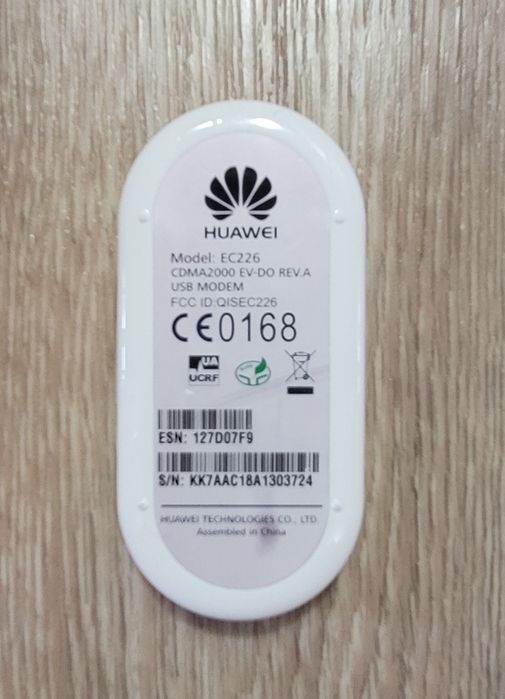 HUAWEI
Model: EC226
CDMA2000 EV-DO REV.A
USB MODEM
FCC ID:QISEC226
CE0168
UA
UCRF
ESN: 127D07F9
S/N: KK7AAC18A1303724
HUAWEI TECHNOLOGIES CO., LTD.
Assembled in China